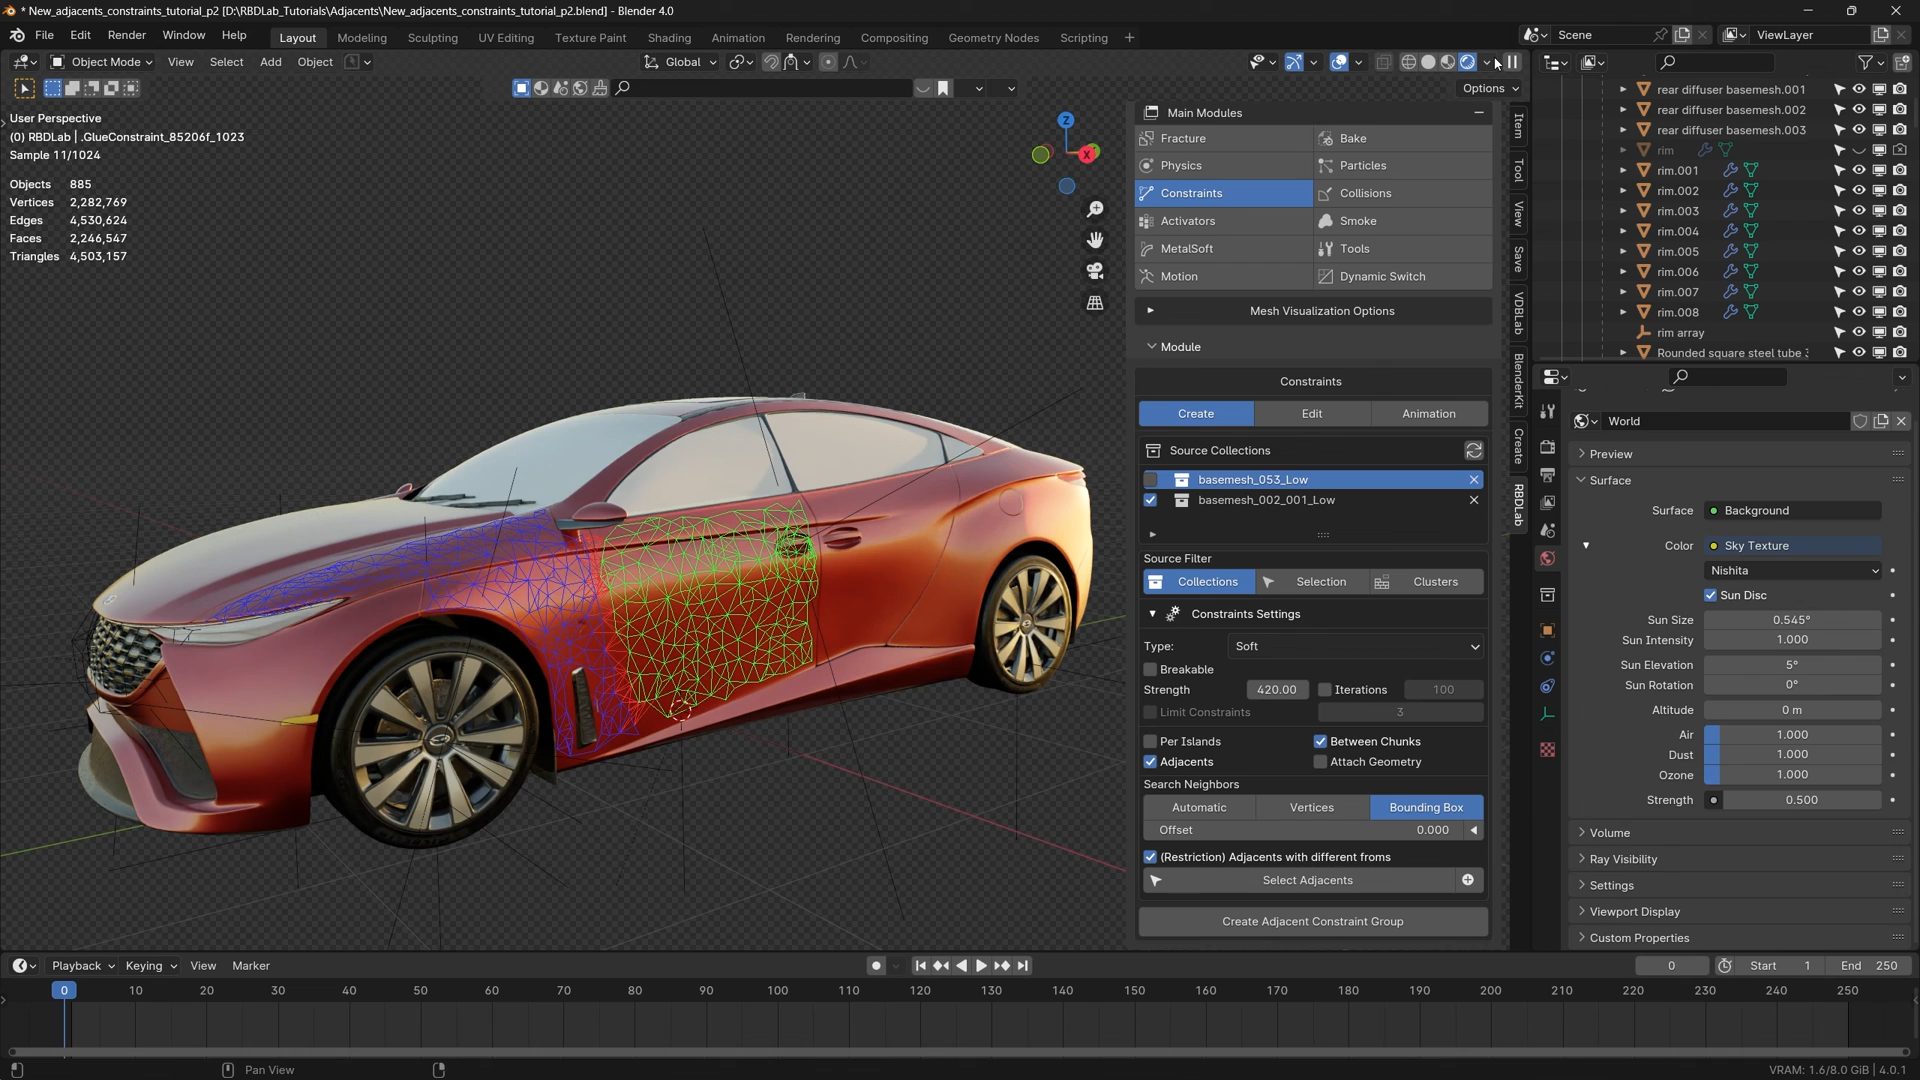 * New_adjacents_constraints_tutorial_p2 [D:\RBDLab_Tutorials\Adjacents\New_adjacents_constraints_tutorial_p2.blend] - Blender 4.0
File Edit Render Window Help Layout Modeling Sculpting UV Editing Texture Paint Shading Animation Rendering Compositing Geometry Nodes Scripting + Scene ViewLayer
Object Mode View Select Add Object Global
Options
User Perspective
(0) RBDLab | .GlueConstraint_85206f_1023
Sample 11/1024
Objects 885
Vertices 2,282,769
Edges 4,530,624
Faces 2,246,547
Triangles 4,503,157
Z
X
Main Modules
Fracture Bake
Physics Particles
Constraints Collisions
Activators Smoke
MetalSoft Tools
Motion Dynamic Switch
Mesh Visualization Options
Module
Constraints
Create Edit Animation
Source Collections
basemesh_053_Low
basemesh_002_001_Low
Source Filter
Collections Selection Clusters
Constraints Settings
Type: Soft
Breakable
Strength 420.00 Iterations 100
Limit Constraints 3
Per Islands Between Chunks
Adjacents Attach Geometry
Search Neighbors
Automatic Vertices Bounding Box
Offset 0.000
(Restriction) Adjacents with different froms
Select Adjacents
Create Adjacent Constraint Group
Item
Tool
View
Save
VDBLab
BlenderKit
Create
RBDLab
rear diffuser basemesh.001
rear diffuser basemesh.002
rear diffuser basemesh.003
rim
rim.001
rim.002
rim.003
rim.004
rim.005
rim.006
rim.007
rim.008
rim array
Rounded square steel tube
World
Preview
Surface
Surface Background
Color Sky Texture
Nishita
Sun Disc
Sun Size 0.545°
Sun Intensity 1.000
Sun Elevation 5°
Sun Rotation 0°
Altitude 0 m
Air 1.000
Dust 1.000
Ozone 1.000
Strength 0.500
Volume
Ray Visibility
Settings
Viewport Display
Custom Properties
Playback Keying View Marker 0 Start 1 End 250
0 10 20 30 40 50 60 70 80 90 100 110 120 130 140 150 160 170 180 190 200 210 220 230 240 250
Pan View VRAM: 1.6/8.0 GiB | 4.0.1